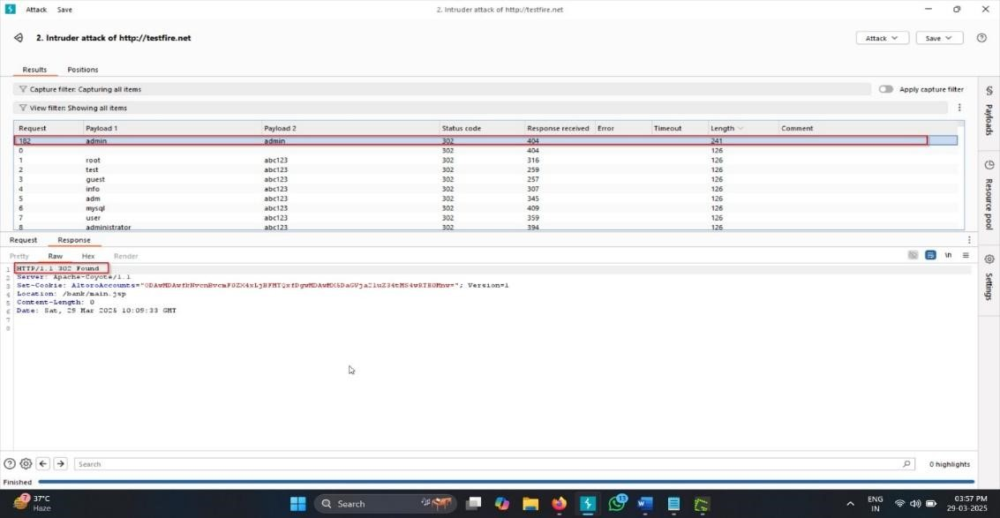 Attack Save 2. Intruder attack of http://testfire.net
2. Intruder attack of http://testfire.net Attack Save
Results Positions
Capture filter: Capturing all items Apply capture filter
View filter: Showing all items
Request Payload 1 Payload 2 Status code Response received Error Timeout Length Comment
182 admin admin 302 404 241
0 302 404 126
1 root abc123 302 316 126
2 test abc123 302 259 126
3 guest abc123 302 257 126
4 info abc123 302 307 126
5 adm abc123 302 345 126
6 mysql abc123 302 409 126
7 user abc123 302 359 126
8 administrator abc123 302 394 126
Payloads
Resource pool
Settings
Request Response
Pretty Raw Hex Render \n
1 HTTP/1.1 302 Found
2 Server: Apache-Coyote/1.1
3 Set-Cookie: AltoroAccounts= Version=1
4 Location: /bank/main.jsp
5 Content-Length: 0
6 Date: Sat, 29 Mar 2025 10:09:33 GMT
7
8
Search 0 highlights
Finished
7 37°C
Haze
Search
13
ENG
IN
03:57 PM
29-03-2025